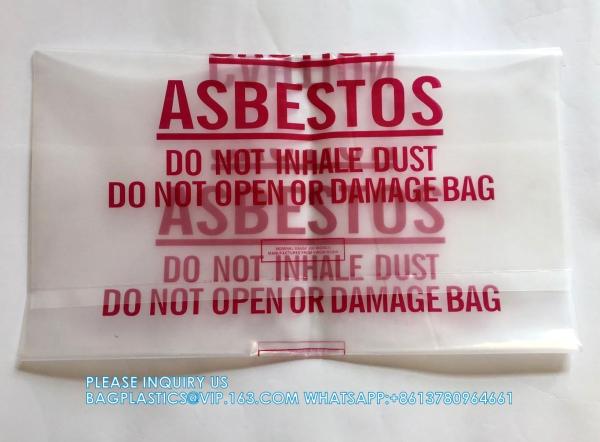 ASBESTOS
DO NOT INHALE DUST
DO NOT OPEN OR DAMAGE BAG
ASBESTOS
DO NOT INHALE DUST
DO NOT OPEN OR DAMAGE BAG
PLEASE INQUIRY US
BAGPLASTICS@VIP.163.COM WHATSAPP:+8613780964661